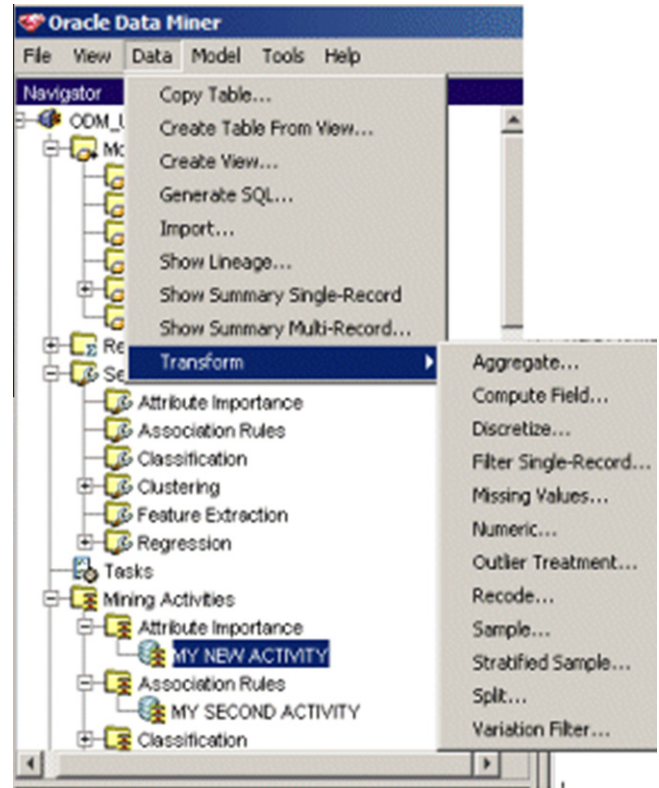 Oracle Data Miner
File View Data Model Tools Help
Navigator
Copy Table...
Create Table From View...
Create View...
Generate SQL...
Import...
Show Lineage...
Show Summary Single-Record
Show Summary Multi-Record...
Transform
Aggregate...
Compute Field...
Discretize...
Filter Single-Record...
Missing Values...
Numeric...
Outlier Treatment...
Recode...
Sample...
Stratified Sample...
Split...
Variation Filter...
Attribute Importance
Association Rules
Classification
Clustering
Feature Extraction
Regression
Tasks
Mining Activities
Attribute Importance
MY NEW ACTIVITY
Association Rules
MY SECOND ACTIVITY
Classification